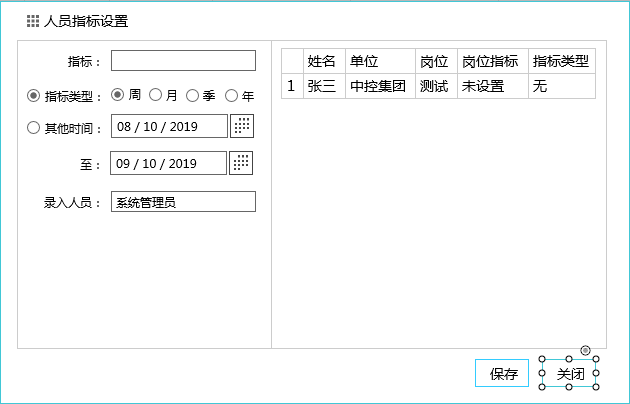 人员指标设置
指标：
指标类型： 周 月 季 年
其他时间： 08 / 10 / 2019
至： 09 / 10 / 2019
录入人员： 系统管理员
姓名 单位 岗位 岗位指标 指标类型
1 张三 中控集团 测试 未设置 无
保存 关闭